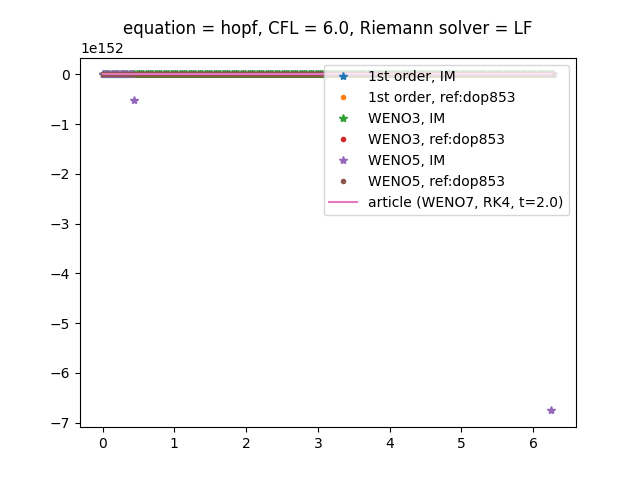 equation = hopf, CFL = 6.0, Riemann solver = LF
1e152
0
−1
−2
−3
−4
−5
−6
−7
1st order, IM
1st order, ref:dop853
WENO3, IM
WENO3, ref:dop853
WENO5, IM
WENO5, ref:dop853
article (WENO7, RK4, t=2.0)
0 1 2 3 4 5 6